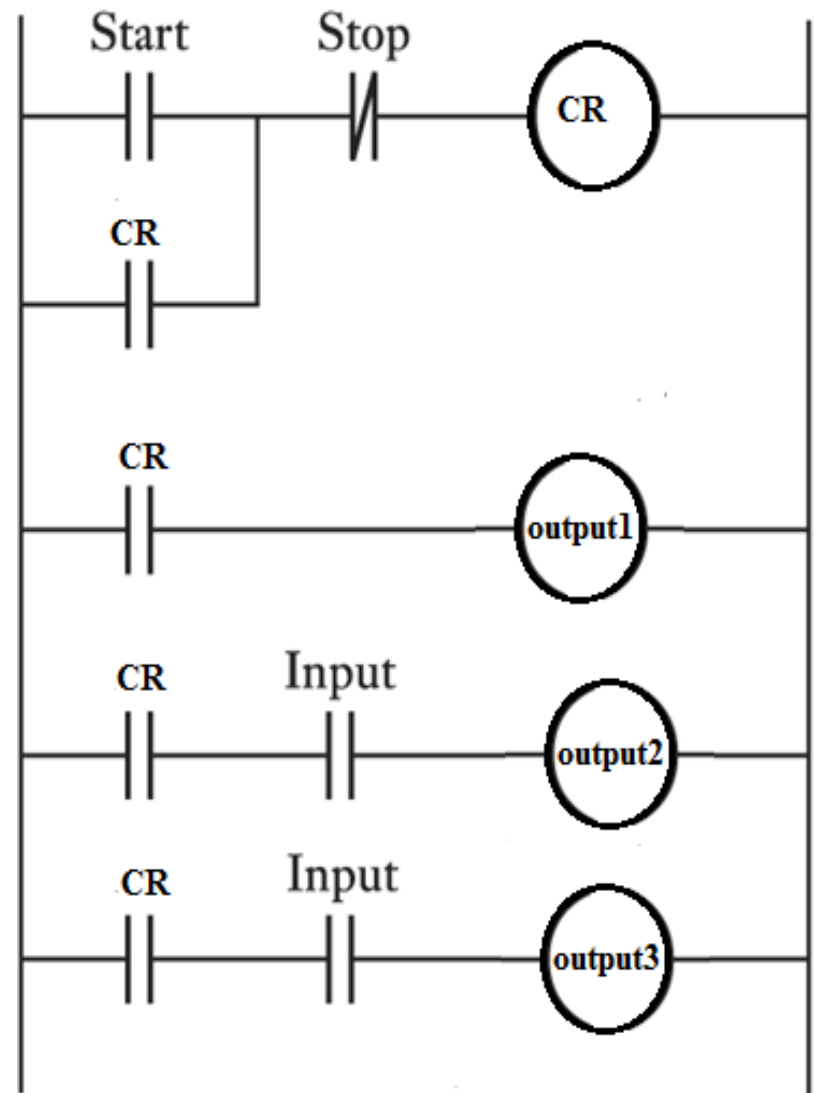 Start Stop
CR
CR
CR
output1
CR Input
output2
CR Input
output3